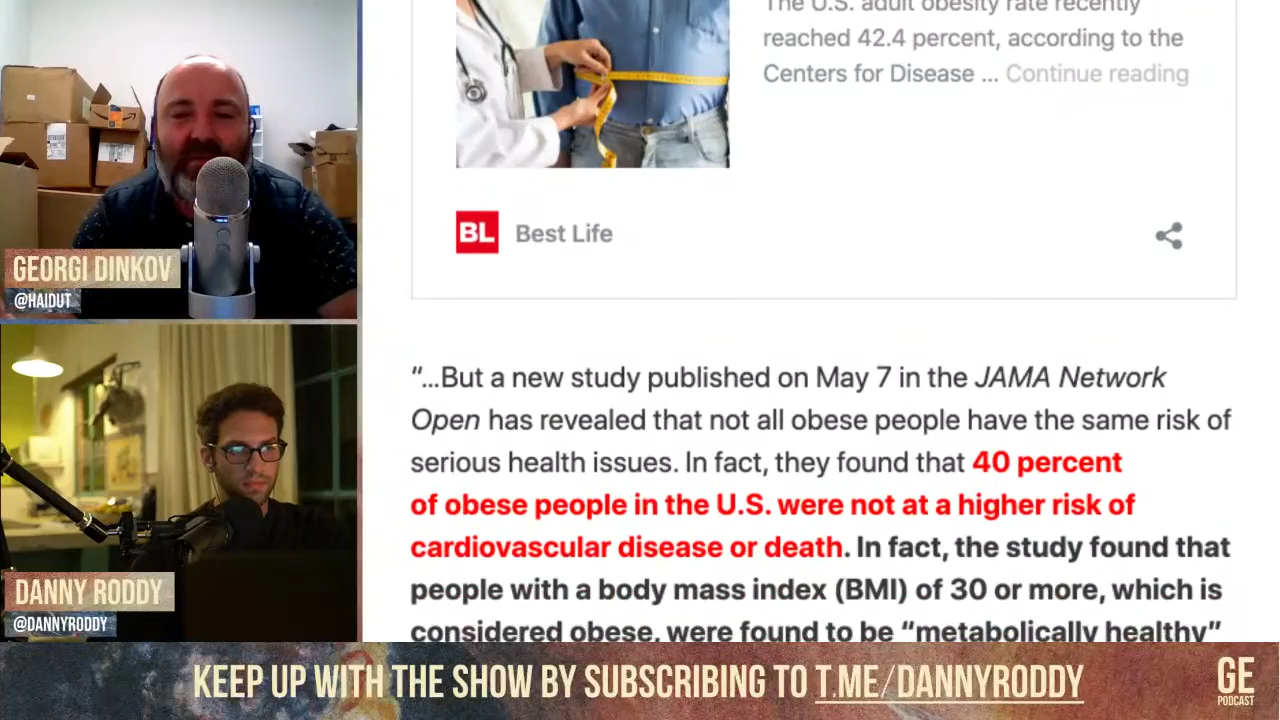 The U.S. adult obesity rate recently
reached 42.4 percent, according to the
Centers for Disease ... Continue reading
BL Best Life
GEORGI DINKOV
@HAIDUT
“...But a new study published on May 7 in the JAMA Network
Open has revealed that not all obese people have the same risk of
serious health issues. In fact, they found that 40 percent
of obese people in the U.S. were not at a higher risk of
cardiovascular disease or death. In fact, the study found that
people with a body mass index (BMI) of 30 or more, which is
considered obese, were found to be “metabolically healthy”
DANNY RODDY
@DANNYRODDY
KEEP UP WITH THE SHOW BY SUBSCRIBING TO T.ME/DANNYRODDY
GE
PODCAST